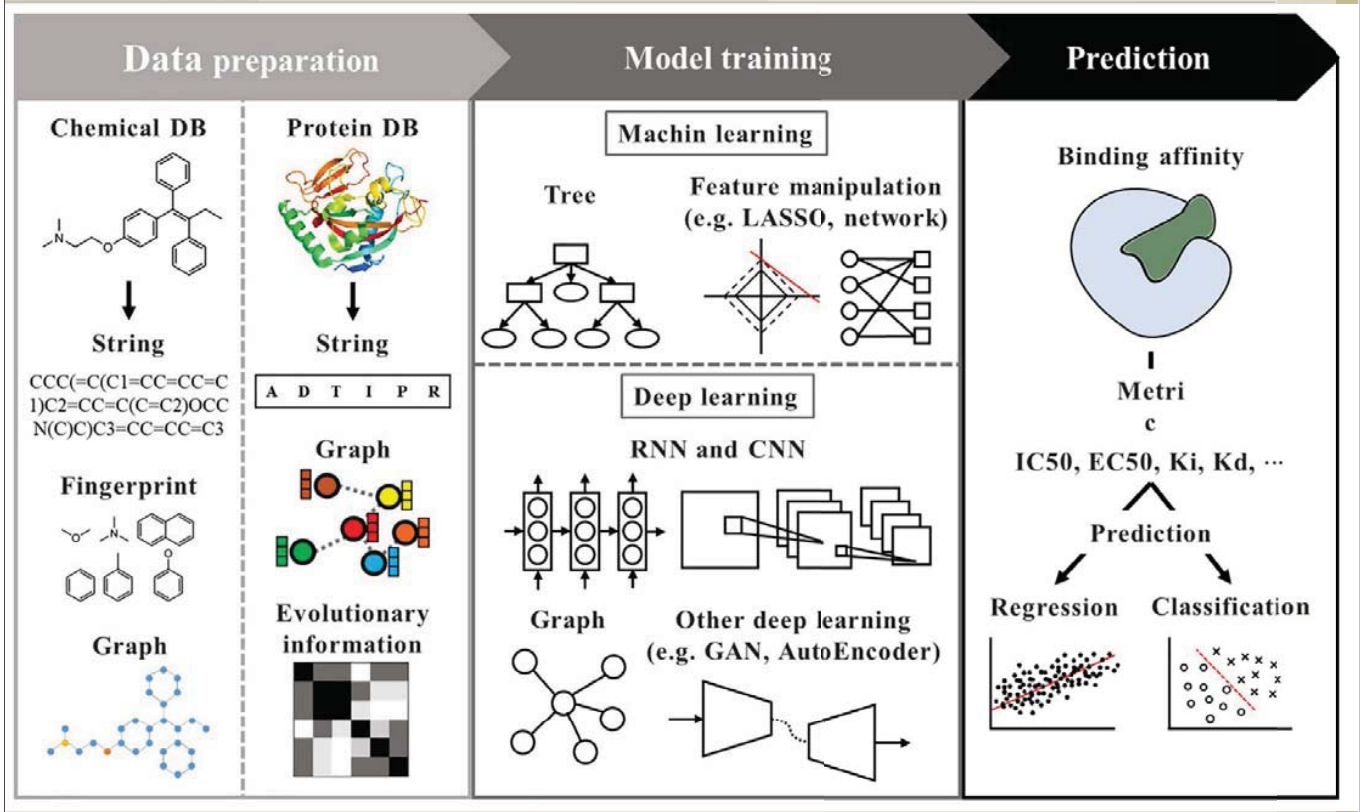 Data preparation
Model training
Prediction
Chemical DB
N
O
String
CCC(=C(C1=CC=CC=C
1)C2=CC=C(C=C2)OCC
N(C)C)C3=CC=CC=C3
Fingerprint
O
N
O
Graph
Protein DB
String
A D T I P R
Graph
Evolutionary
information
Machin learning
Tree
Feature manipulation
(e.g. LASSO, network)
Deep learning
RNN and CNN
Graph
Other deep learning
(e.g. GAN, AutoEncoder)
Binding affinity
Metri
c
IC50, EC50, Ki, Kd, ···
Prediction
Regression
Classification